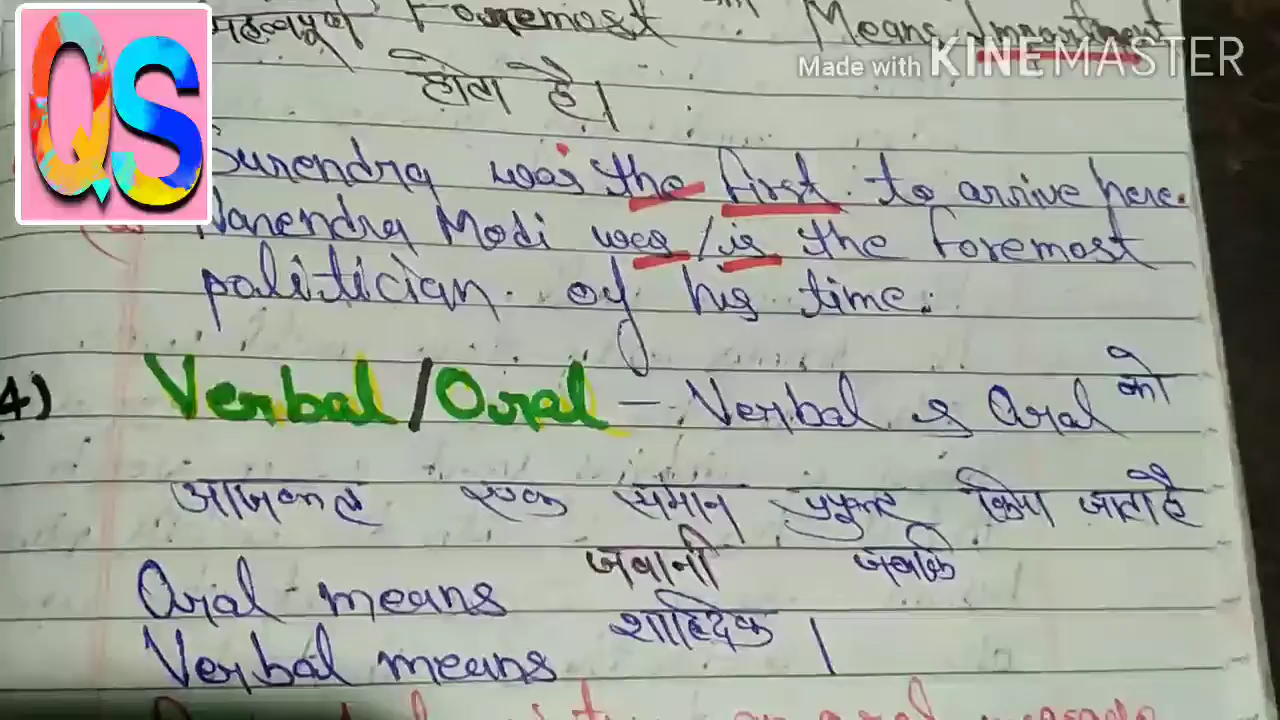 महत्वपूर्ण Foremost का Means Important
होता है।
QS
Made with KINEMASTER
Surendra was the first to arrive here.
Narendra Modi was/is the foremost
politician of his time.
4) Verbal/Oral - Verbal & Oral को
आजकल एक समान प्रयुक्त किया जाता है
Oral means जबानी जबकि
Verbal means शाब्दिक |